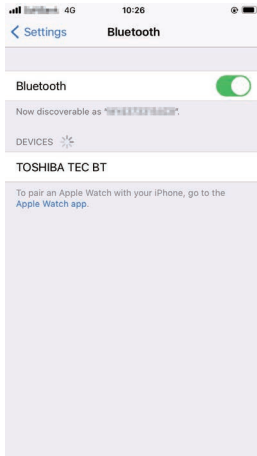 4G 10:26
Settings Bluetooth
Bluetooth
Now discoverable as "
DEVICES
TOSHIBA TEC BT
To pair an Apple Watch with your iPhone, go to the
Apple Watch app.